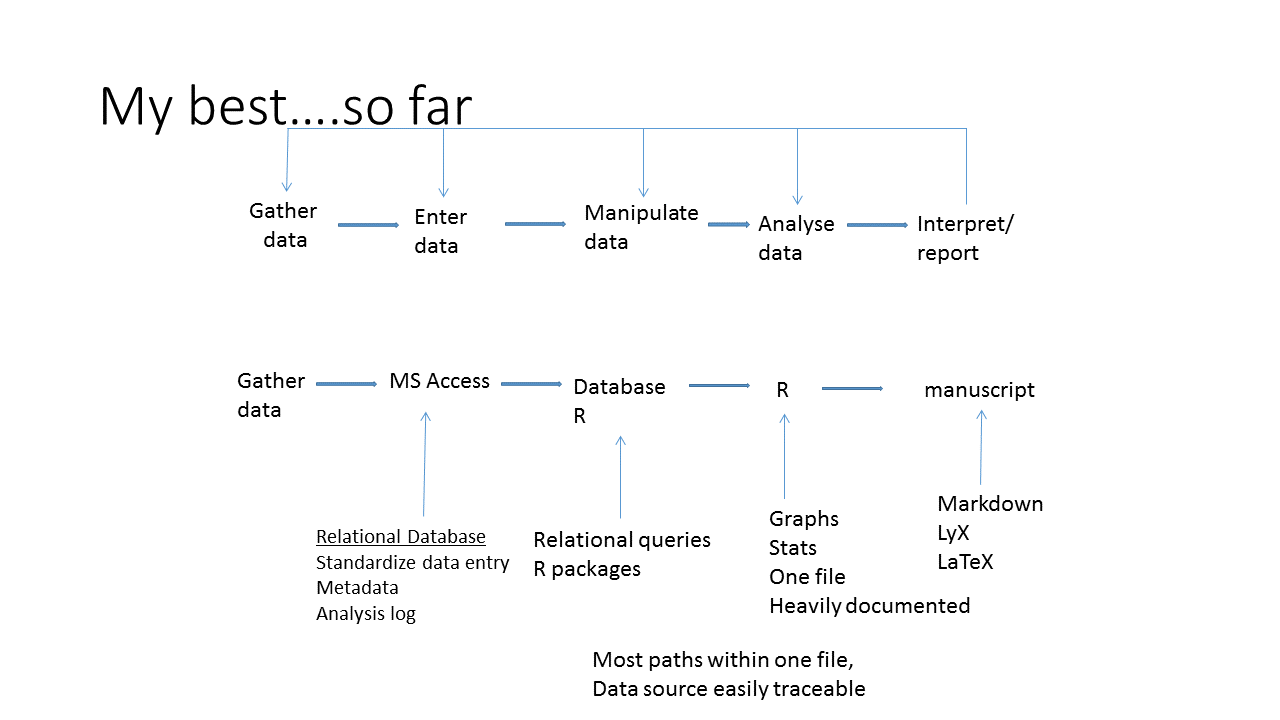 My best....so far
Gather
data
Enter
data
Manipulate
data
Analyse
data
Interpret/
report
Gather
data
MS Access
Database
R
R
manuscript
Relational Database
Standardize data entry
Metadata
Analysis log
Relational queries
R packages
Graphs
Stats
One file
Heavily documented
Markdown
LyX
LaTeX
Most paths within one file,
Data source easily traceable